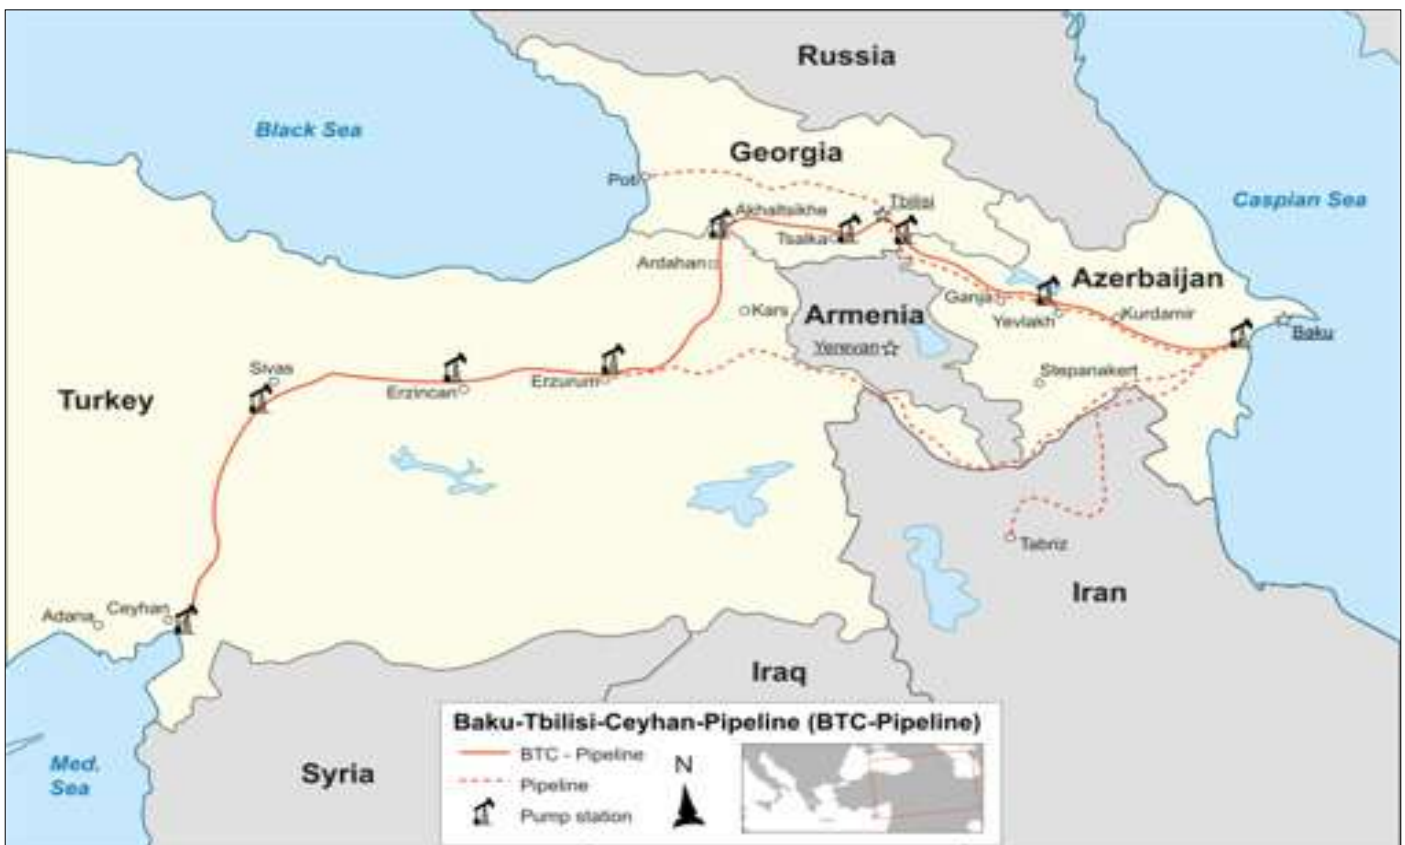 Russia
Black Sea
Georgia
Poti
Tbilisi
Caspian Sea
Akhaltsikhe
Tsalka
Ardahan
Azerbaijan
Ganja
Kars
Armenia
Yevlakh
Kurdamir
Baku
Yerevan
Sivas
Stepanakert
Erzincan
Erzurum
Turkey
Tabriz
Iran
Adana
Ceyhan
Iraq
Med.
Sea
Syria
Baku-Tbilisi-Ceyhan-Pipeline (BTC-Pipeline)
BTC - Pipeline
Pipeline
Pump station
N